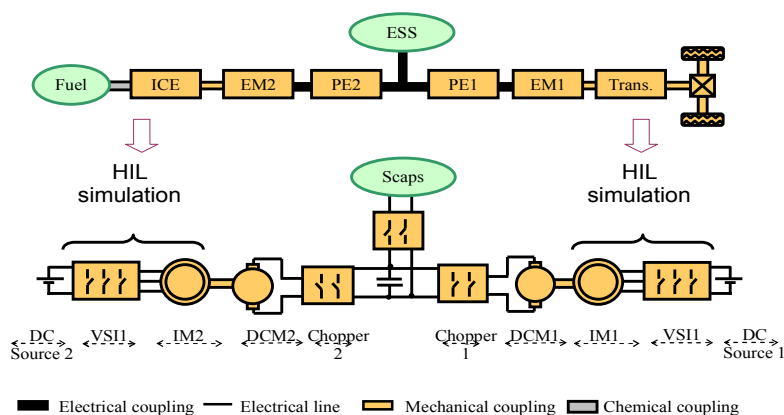 ESS
Fuel
ICE
EM2
PE2
PE1
EM1
Trans.
HIL
simulation
HIL
simulation
Scaps
DC
Source 2
VSI1
IM2
DCM2
Chopper
2
Chopper
1
DCM1
IM1
VSI1
DC
Source 1
Electrical coupling
Electrical line
Mechanical coupling
Chemical coupling